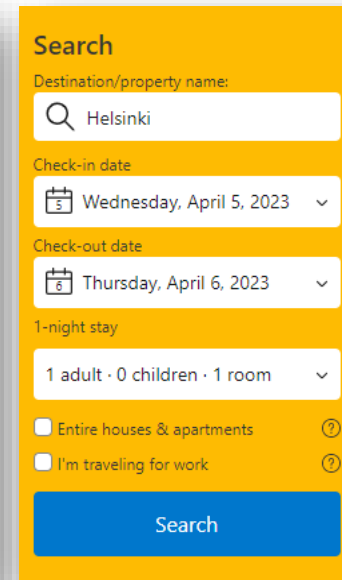 Search
Destination/property name:
Helsinki
Check-in date
5
Wednesday, April 5, 2023
Check-out date
6
Thursday, April 6, 2023
1-night stay
1 adult · 0 children · 1 room
Entire houses & apartments ?
I'm traveling for work ?
Search